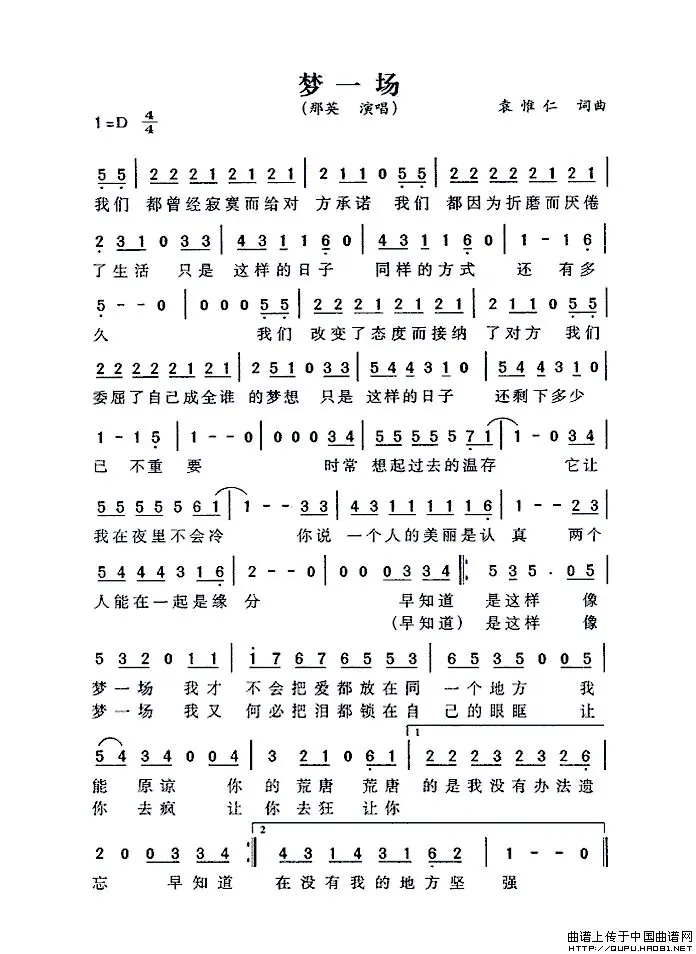 梦一场
(那英 演唱)
袁惟仁 词曲
1=D 4/4
5 5 | 2 2 2 1 2 1 2 1 | 2 1 1 0 5 5 | 2 2 2 2 2 1 2 1 |
我们 都曾经寂寞而给对 方承诺 我们 都因为折磨而厌倦
2 3 1 0 3 3 | 4 3 1 1 6 0 | 4 3 1 1 6 0 | 1 - 1 6 |
了生活 只是 这样的日子 同样的方式 还 有多
5 - - 0 | 0 0 0 5 5 | 2 2 2 1 2 1 2 1 | 2 1 1 0 5 5 |
久 我们 改变了态度而接纳 了对方 我们
2 2 2 2 2 1 2 1 | 2 5 1 0 3 3 | 5 4 4 3 1 0 | 5 4 4 3 1 0 |
委屈了自己成全谁 的梦想 只是 这样的日子 还剩下多少
1 - 1 5 | 1 - - 0 | 0 0 0 3 4 | 5 5 5 5 5 7 1 | 1 - 0 3 4 |
已 不重 要 时常 想起过去的温存 它让
5 5 5 5 5 6 1 | 1 - - 3 3 | 4 3 1 1 1 1 1 6 | 1 - - 2 3 |
我在夜里不会冷 你说 一个人的美丽是认 真 两个
5 4 4 4 3 1 6 | 2 - - 0 | 0 0 0 3 3 4 |: 5 3 5 . 0 5 |
人能在一起是缘 分 早知道 是这样 像
(早知道) 是这样 像
5 3 2 0 1 1 | 1 7 6 7 6 5 5 3 | 6 5 3 5 0 0 5 |
梦一场 我才 不会把爱都放在同 一个地方 我
梦一场 我又 何必把泪都锁在自 己的眼眶 让
1
5 4 3 4 0 0 4 | 3 2 1 0 6 1 | 2 2 2 3 2 3 2 6 |
能 原谅 你 的 荒唐 荒唐 的是我没有办法遗
你 去疯 让 你 去狂 让你
2
2 0 0 3 3 4 :| 4 3 1 4 3 1 6 2 | 1 - - 0 ||
忘 早知道 在没有我的地方坚 强
曲谱上传于中国曲谱网
http://QUPU.HAO81.NET